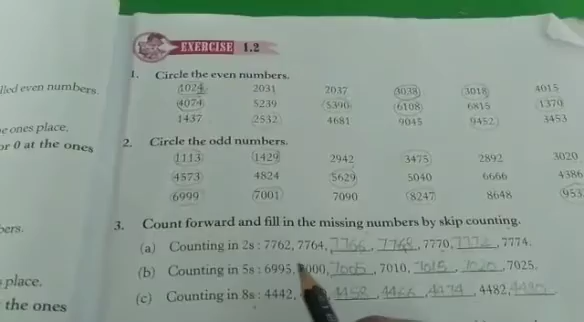 EXERCISE 1.2
1. Circle the even numbers.
1024 2031 2037 3038 3018 4015
4074 5239 5390 6108 6815 1370
1437 2532 4681 9045 9452 3453
2. Circle the odd numbers.
1113 1429 2942 3475 2892 3020
4573 4824 5629 5040 6666 4386
6999 7001 7090 8247 8648 953
3. Count forward and fill in the missing numbers by skip counting.
(a) Counting in 2s : 7762, 7764, 7766, 7768, 7770, 7772, 7774.
(b) Counting in 5s : 6995, 7000, 7005, 7010, 7015, 7020, 7025.
(c) Counting in 8s : 4442, 4458, 4466, 4474, 4482, 4490.
lled even numbers.
e ones place.
or 0 at the ones
bers.
place.
the ones